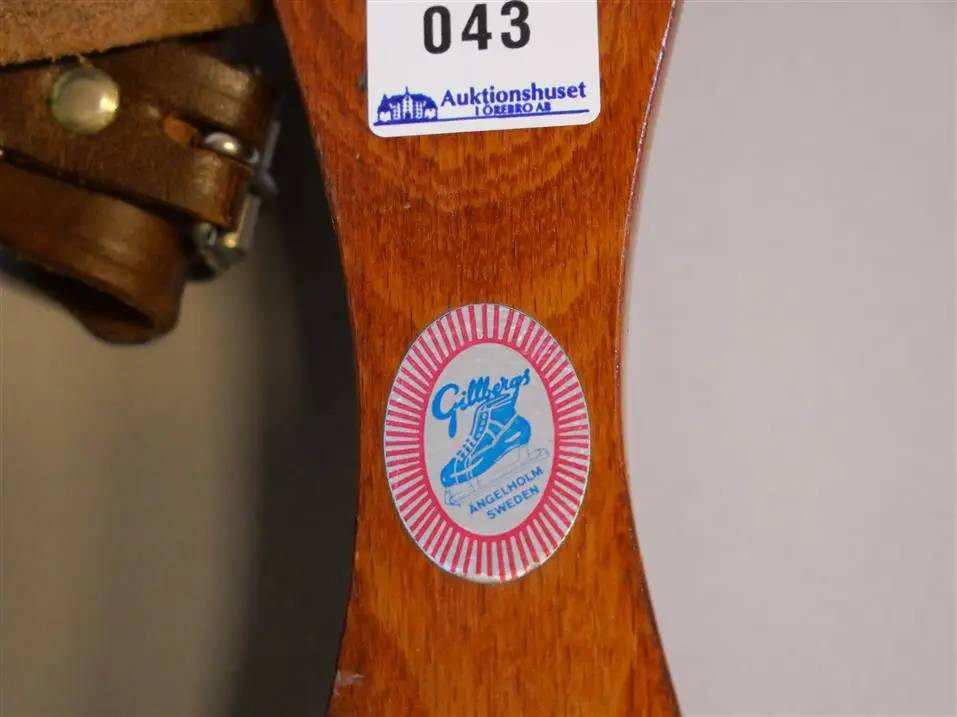 043
Auktionshuset
I ÖREBRO AB
Gillbergs
ÄNGELHOLM
SWEDEN